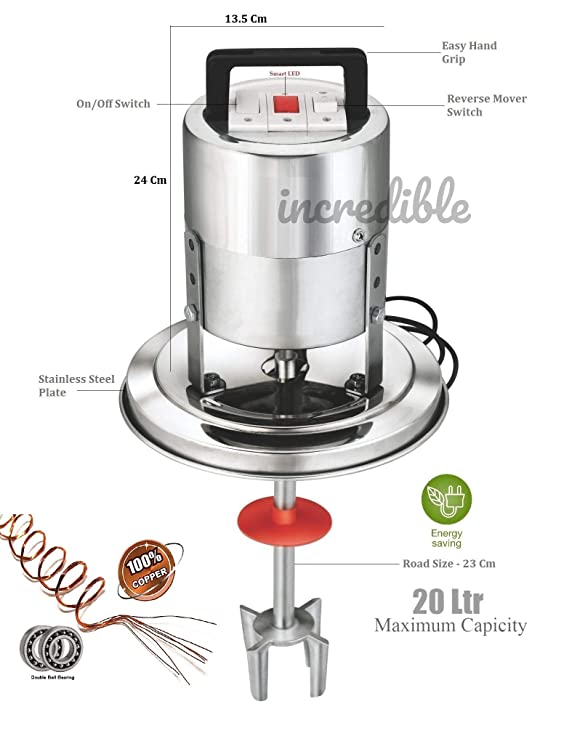 13.5 Cm
Easy Hand
Grip
Smart LED
On/Off Switch
Reverse Mover
Switch
24 Cm
incredible
Stainless Steel
Plate
Energy
saving
100%
COPPER
Road Size - 23 Cm
20 Ltr
Maximum Capicity
Double Ball Bearing